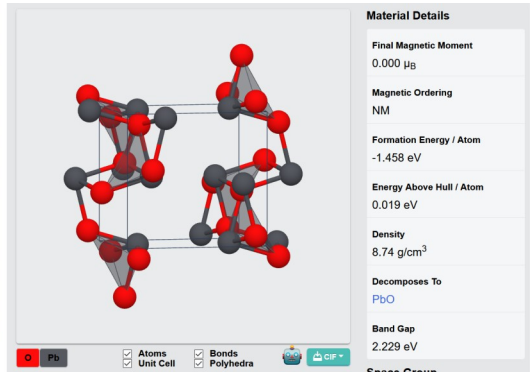 Material Details
Final Magnetic Moment
0.000 μB
Magnetic Ordering
NM
Formation Energy / Atom
-1.458 eV
Energy Above Hull / Atom
0.019 eV
Density
8.74 g/cm³
Decomposes To
PbO
Band Gap
2.229 eV
Space Group
O Pb
Atoms Bonds
Unit Cell Polyhedra
CIF